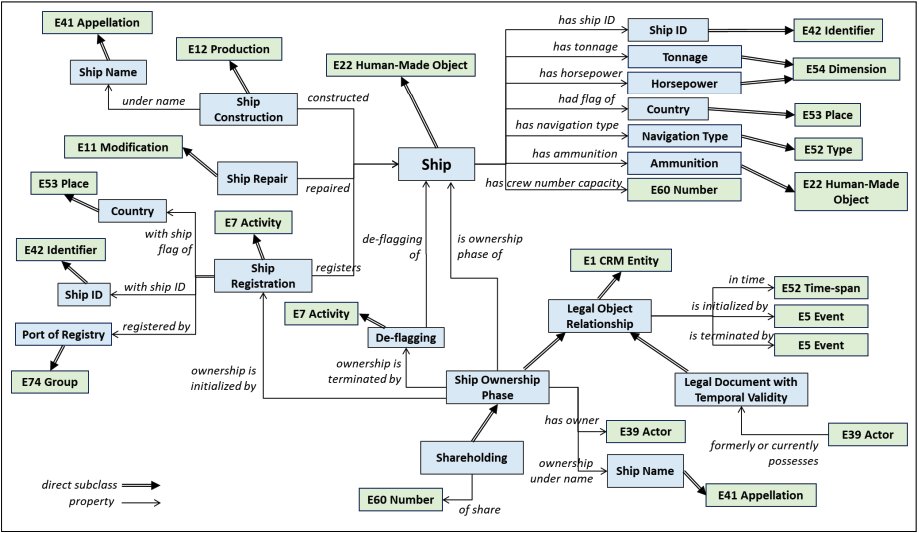 E41 Appellation
Ship Name
E12 Production
under name
Ship
Construction
constructed
E22 Human-Made Object
E11 Modification
Ship Repair
repaired
E53 Place
Country
with ship
flag of
E7 Activity
E42 Identifier
Ship ID
with ship ID
Ship
Registration
registers
Port of Registry
registered by
E74 Group
Ship
has ship ID
Ship ID
E42 Identifier
has tonnage
Tonnage
has horsepower
Horsepower
E54 Dimension
had flag of
Country
E53 Place
has navigation type
Navigation Type
E52 Type
has ammunition
Ammunition
E22 Human-Made
Object
has crew number capacity
E60 Number
de-flagging
of
is ownership
phase of
E7 Activity
De-flagging
ownership is
initialized by
ownership is
terminated by
E1 CRM Entity
Legal Object
Relationship
in time
E52 Time-span
is initialized by
E5 Event
is terminated by
E5 Event
Ship Ownership
Phase
Legal Document with
Temporal Validity
formerly or currently
possesses
E39 Actor
has owner
E39 Actor
Shareholding
ownership
under name
Ship Name
E41 Appellation
E60 Number
of share
direct subclass
property